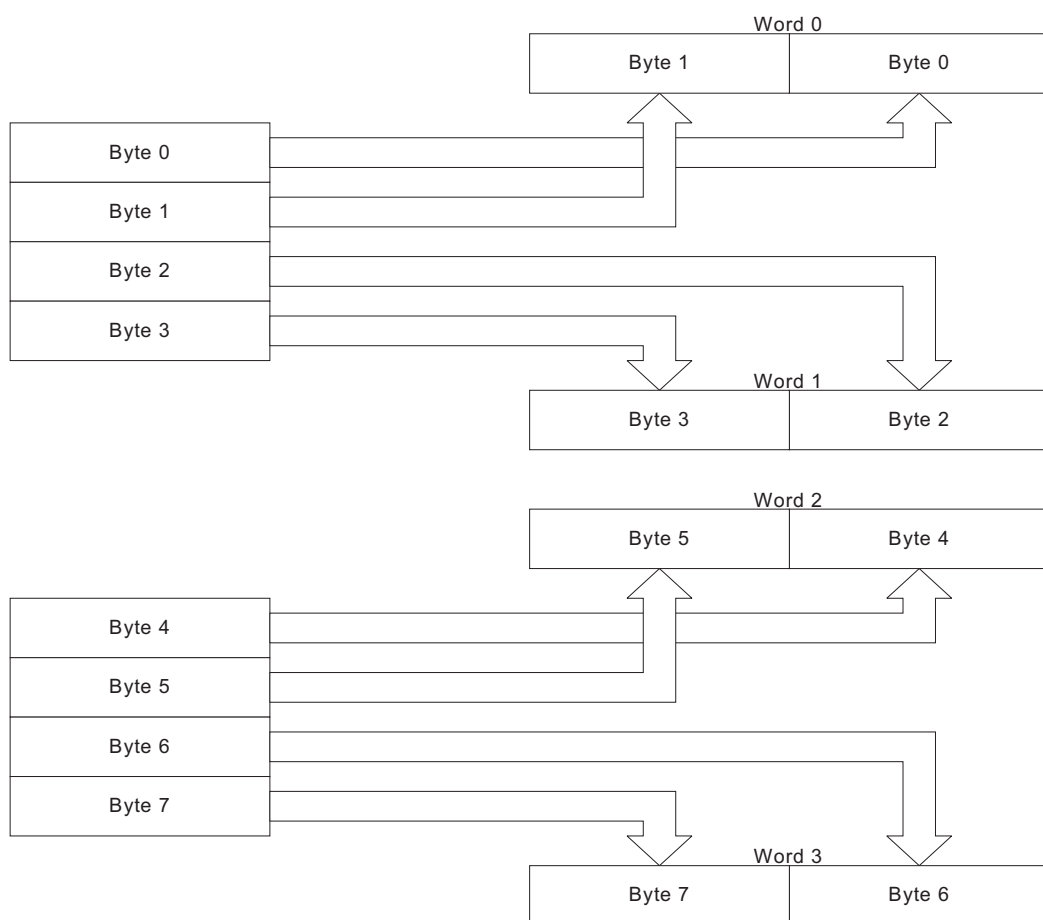 Word 0
Byte 1 Byte 0
Byte 0
Byte 1
Byte 2
Byte 3
Word 1
Byte 3 Byte 2
Word 2
Byte 5 Byte 4
Byte 4
Byte 5
Byte 6
Byte 7
Word 3
Byte 7 Byte 6